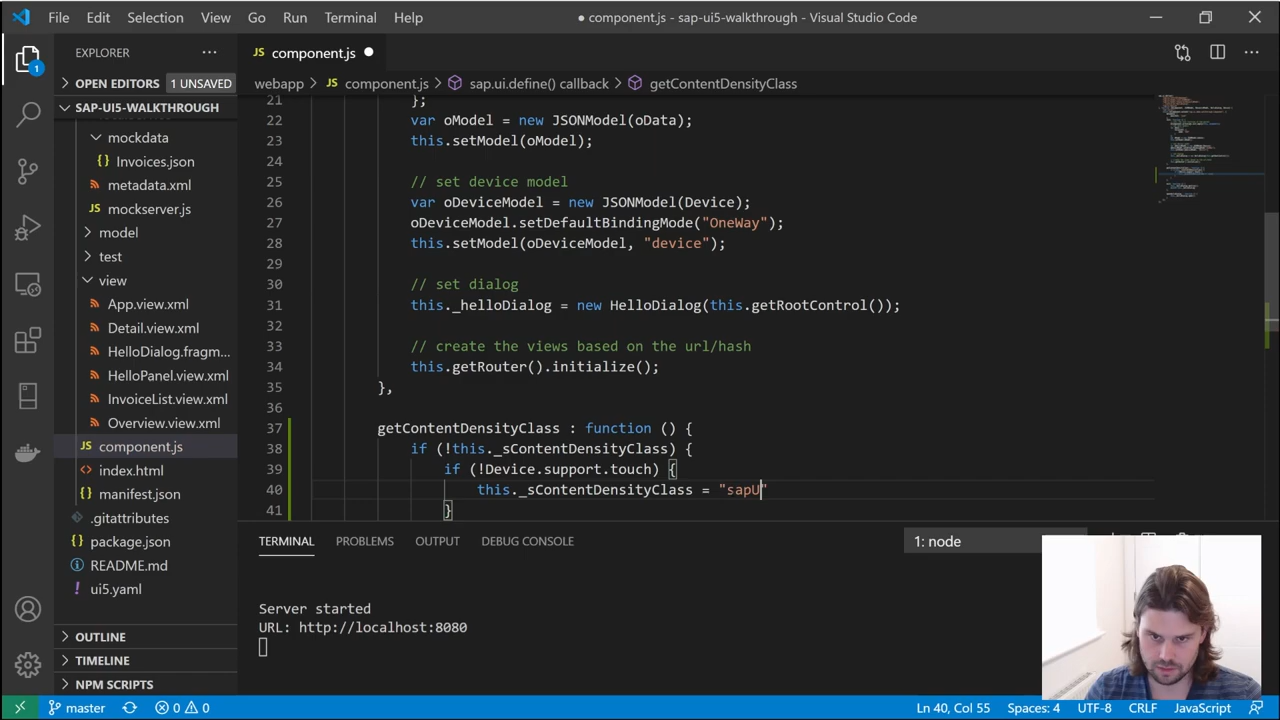 File Edit Selection View Go Run Terminal Help
● component.js - sap-ui5-walkthrough - Visual Studio Code
EXPLORER
1
OPEN EDITORS 1 UNSAVED
SAP-UI5-WALKTHROUGH
mockdata
Invoices.json
metadata.xml
mockserver.js
model
test
view
App.view.xml
Detail.view.xml
HelloDialog.fragm...
HelloPanel.view.xml
InvoiceList.view.xml
Overview.view.xml
JS component.js
index.html
manifest.json
.gitattributes
package.json
README.md
ui5.yaml
OUTLINE
TIMELINE
NPM SCRIPTS
JS component.js
webapp > JS component.js > sap.ui.define() callback > getContentDensityClass
21 };
22 var oModel = new JSONModel(oData);
23 this.setModel(oModel);
24
25 // set device model
26 var oDeviceModel = new JSONModel(Device);
27 oDeviceModel.setDefaultBindingMode("OneWay");
28 this.setModel(oDeviceModel, "device");
29
30 // set dialog
31 this._helloDialog = new HelloDialog(this.getRootControl());
32
33 // create the views based on the url/hash
34 this.getRouter().initialize();
35 },
36
37 getContentDensityClass : function () {
38 if (!this._sContentDensityClass) {
39 if (!Device.support.touch) {
40 this._sContentDensityClass = "sapU"
41 }
TERMINAL PROBLEMS OUTPUT DEBUG CONSOLE
1: node
Server started
URL: http://localhost:8080
master 0 0
Ln 40, Col 55 Spaces: 4 UTF-8 CRLF JavaScript